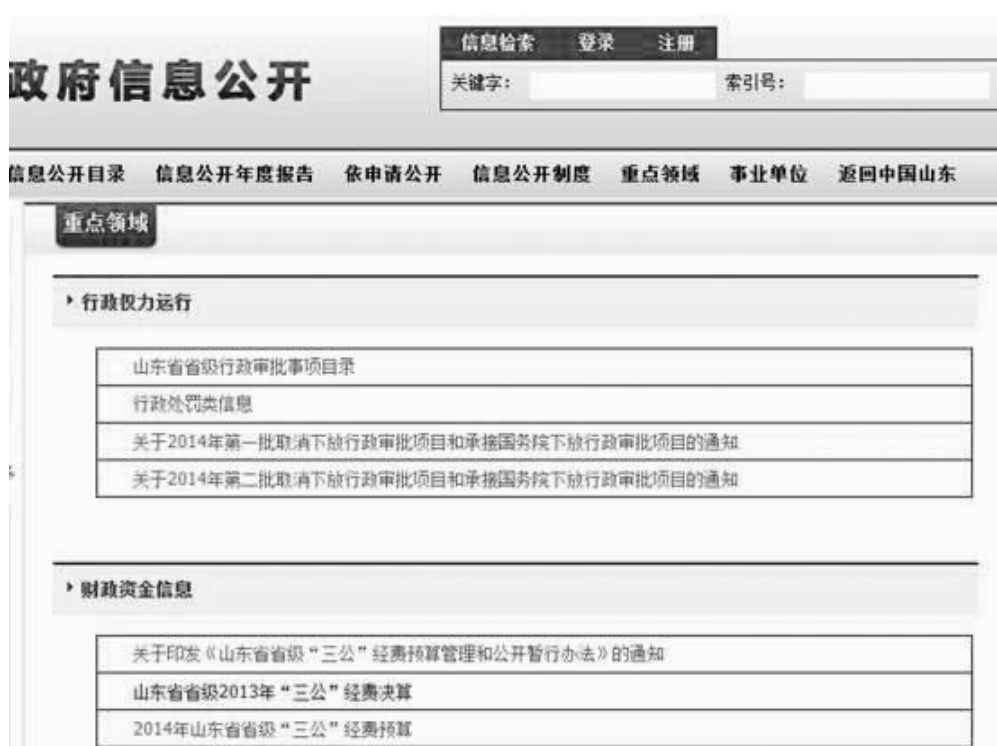 信息检索 登录 注册
政府信息公开
关键字: 索引号:
信息公开目录 信息公开年度报告 依申请公开 信息公开制度 重点领域 事业单位 返回中国山东
重点领域
行政权力运行
山东省省级行政审批事项目录
行政处罚类信息
关于2014年第一批取消下放行政审批项目和承接国务院下放行政审批项目的通知
关于2014年第二批取消下放行政审批项目和承接国务院下放行政审批项目的通知
财政资金信息
关于印发《山东省省级“三公”经费预算管理和公开暂行办法》的通知
山东省省级2013年“三公”经费决算
2014年山东省省级“三公”经费预算